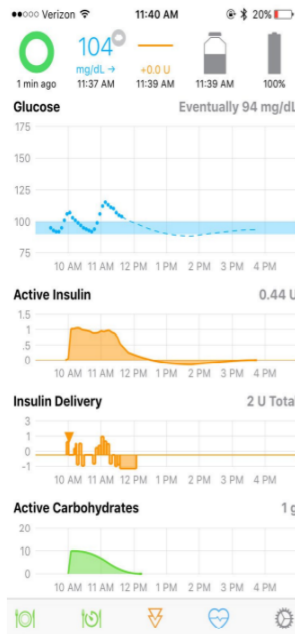 Verizon 11:40 AM 20%
104
mg/dL → +0.0 U
1 min ago 11:37 AM 11:39 AM 11:39 AM 100%
Glucose Eventually 94 mg/dL
175
150
125
100
75
10 AM 11 AM 12 PM 1 PM 2 PM 3 PM 4 PM
Active Insulin 0.44 U
1.5
1
.5
0
10 AM 11 AM 12 PM 1 PM 2 PM 3 PM 4 PM
Insulin Delivery 2 U Total
3
1
0
-1
10 AM 11 AM 12 PM 1 PM 2 PM 3 PM 4 PM
Active Carbohydrates 1 g
20
10
0
10 AM 11 AM 12 PM 1 PM 2 PM 3 PM 4 PM